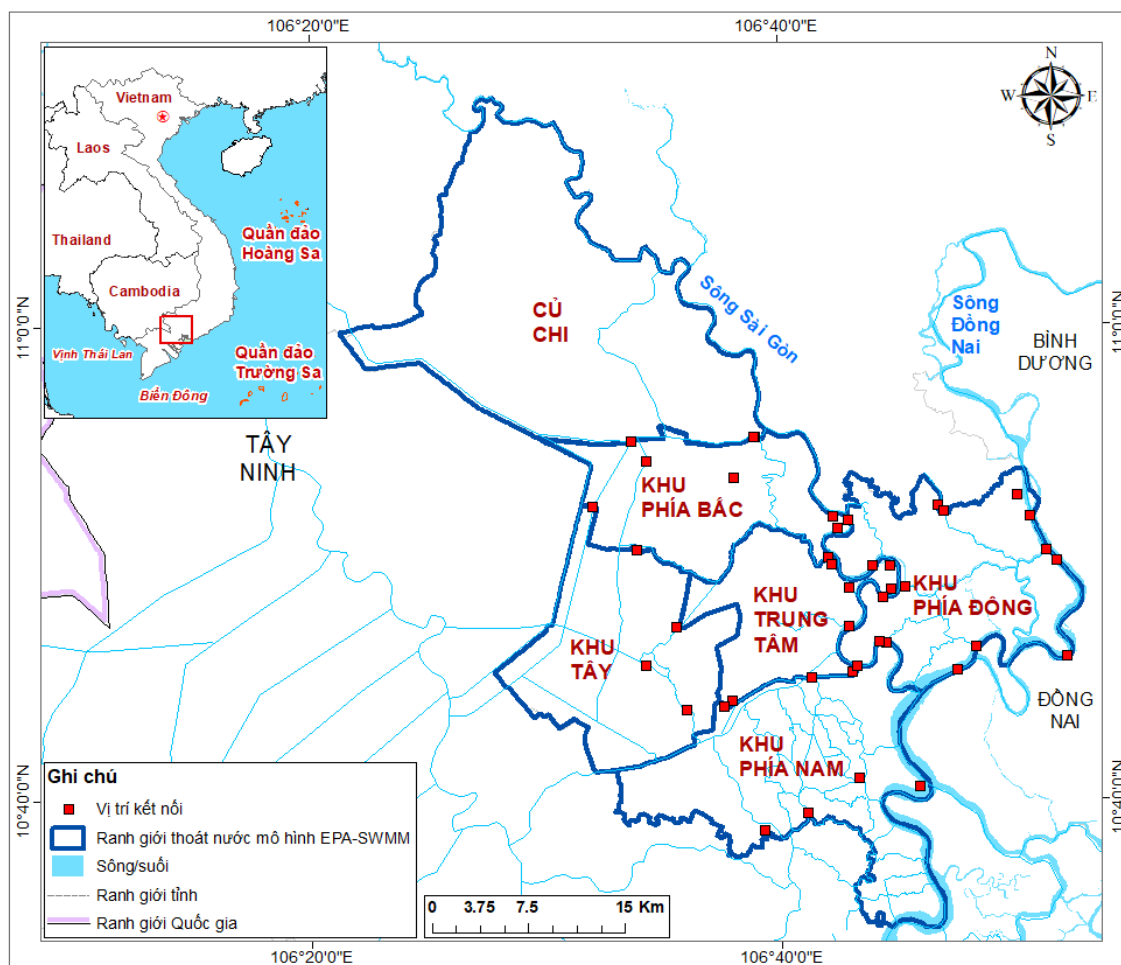 106°20'0"E
106°40'0"E
Vietnam
Laos
Thailand
Quần đảo
Hoàng Sa
Cambodia
Vịnh Thái Lan
Quần đảo
Trường Sa
Biển Đông
N
W
E
S
11°0'0"N
11°0'0"N
CỦ
CHI
Sông Sài Gòn
Sông
Đồng
Nai
BÌNH
DƯƠNG
TÂY
NINH
KHU
PHÍA BẮC
KHU
PHÍA ĐÔNG
KHU
TRUNG
TÂM
KHU
TÂY
ĐỒNG
NAI
KHU
PHÍA NAM
10°40'0"N
10°40'0"N
Ghi chú
Vị trí kết nối
Ranh giới thoát nước mô hình EPA-SWMM
Sông/suối
Ranh giới tỉnh
Ranh giới Quốc gia
0 3.75 7.5 15 Km
106°20'0"E
106°40'0"E